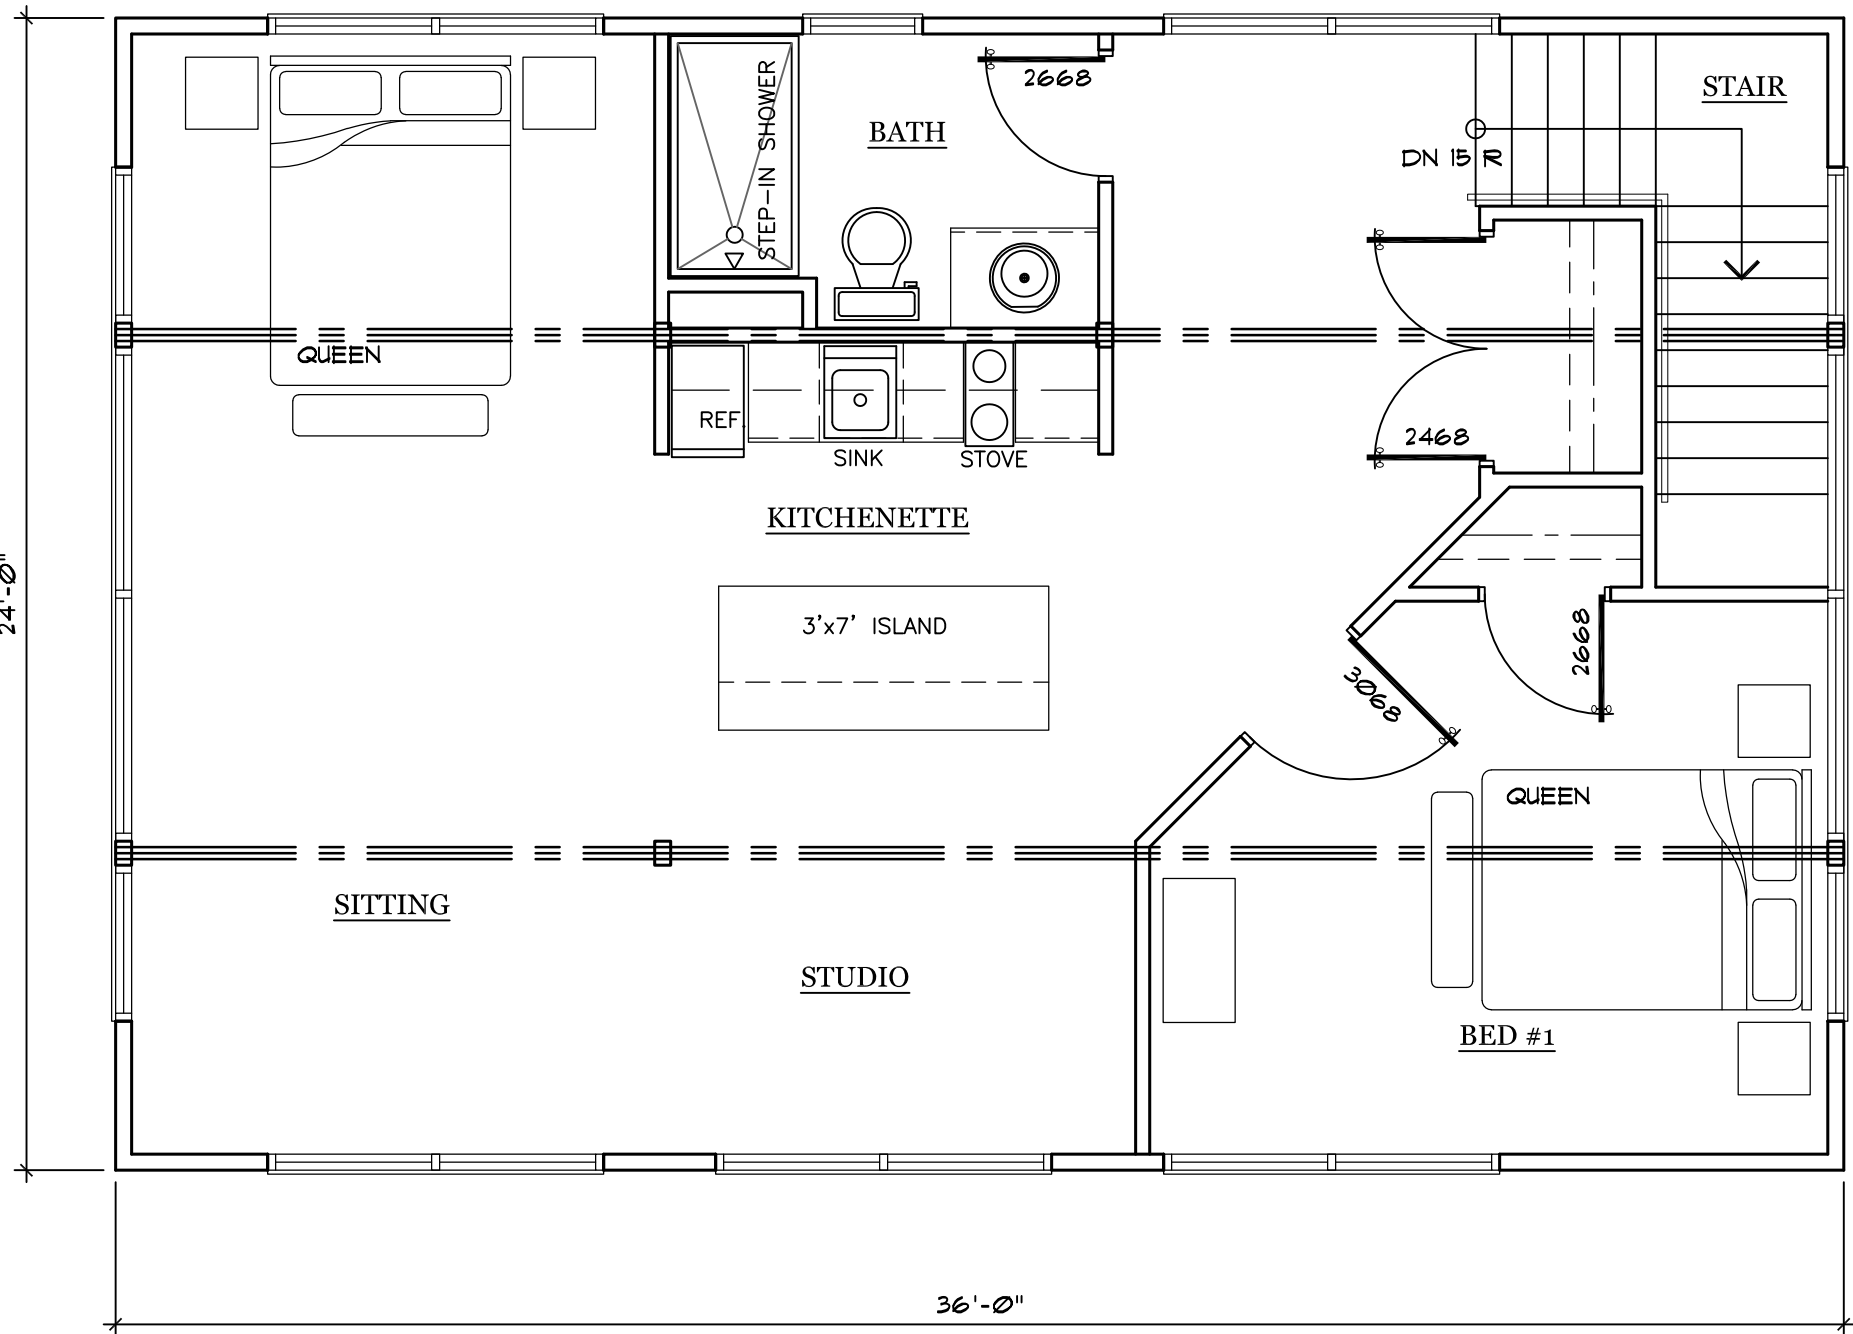 STEP-IN SHOWER
2668
BATH
STAIR
DN 15 R
QUEEN
REF.
SINK
STOVE
2468
KITCHENETTE
24'-0"
3'x7' ISLAND
2668
3068
QUEEN
SITTING
STUDIO
BED #1
36'-0"